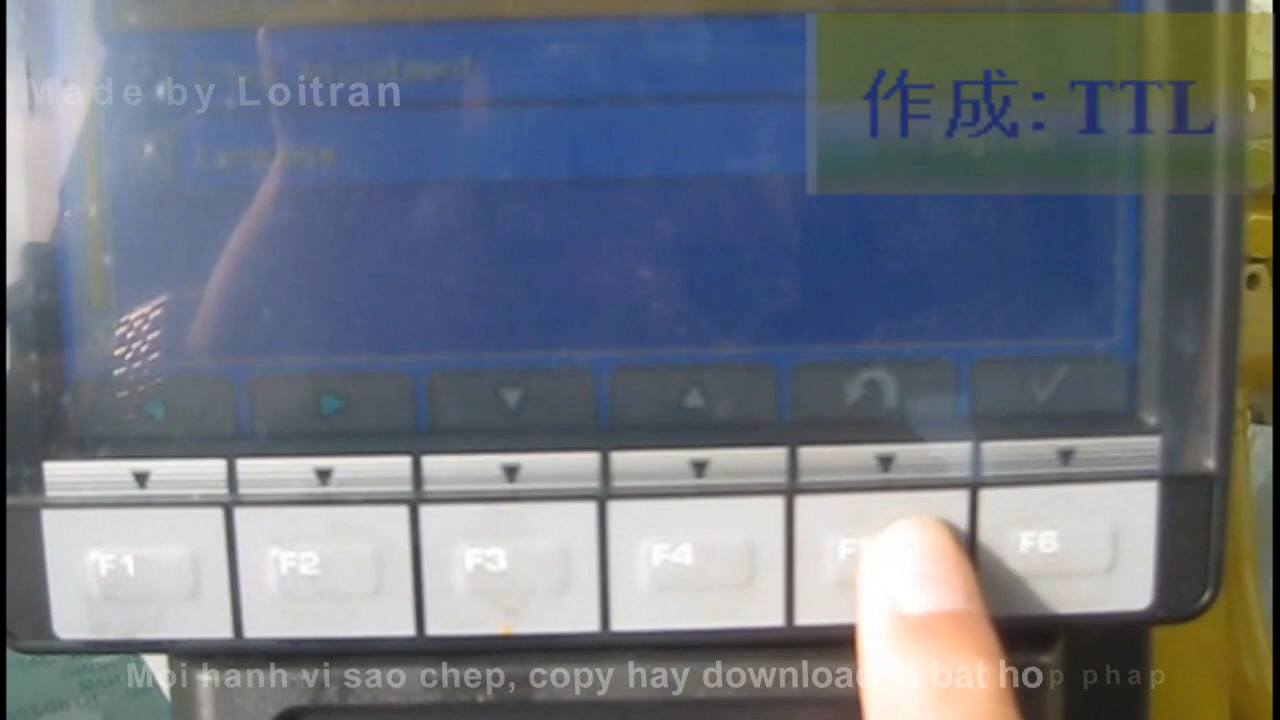 Made by Loitran
作成: TTL
Language
F1
F2
F3
F4
F6
Moi hanh vi sao chep, copy hay download bat hop phap